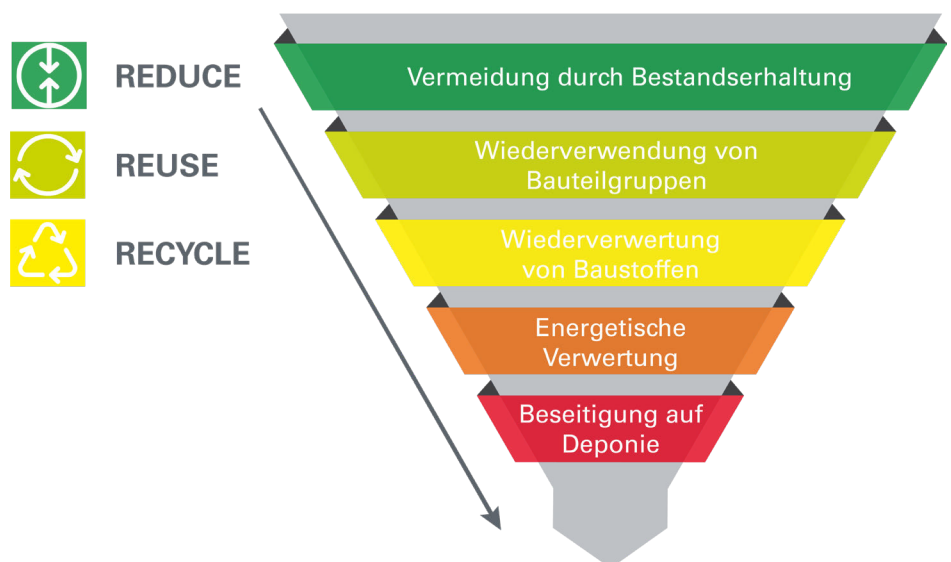 REDUCE
REUSE
RECYCLE
Vermeidung durch Bestandserhaltung
Wiederverwendung von
Bauteilgruppen
Wiederverwertung
von Baustoffen
Energetische
Verwertung
Beseitigung auf
Deponie